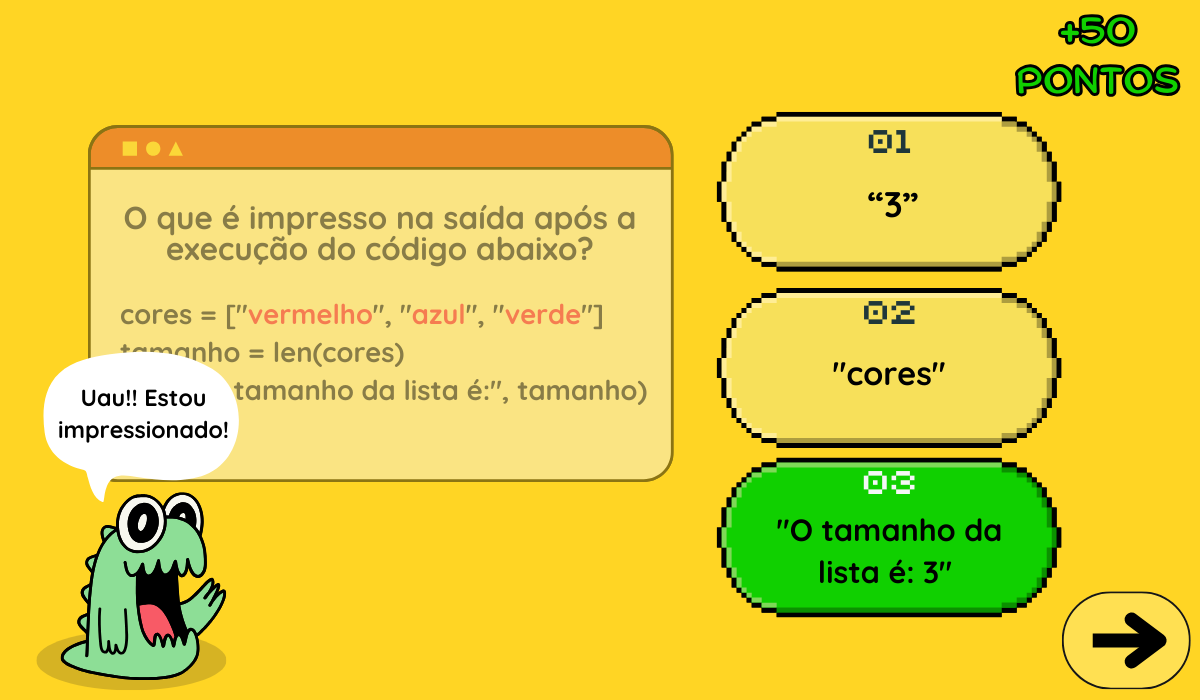 +50
PONTOS
O que é impresso na saída após a
execução do código abaixo?
cores = ["vermelho", "azul", "verde"]
tamanho = len(cores)
tamanho da lista é:", tamanho)
Uau!! Estou
impressionado!
01
“3”
02
"cores"
03
"O tamanho da
lista é: 3"